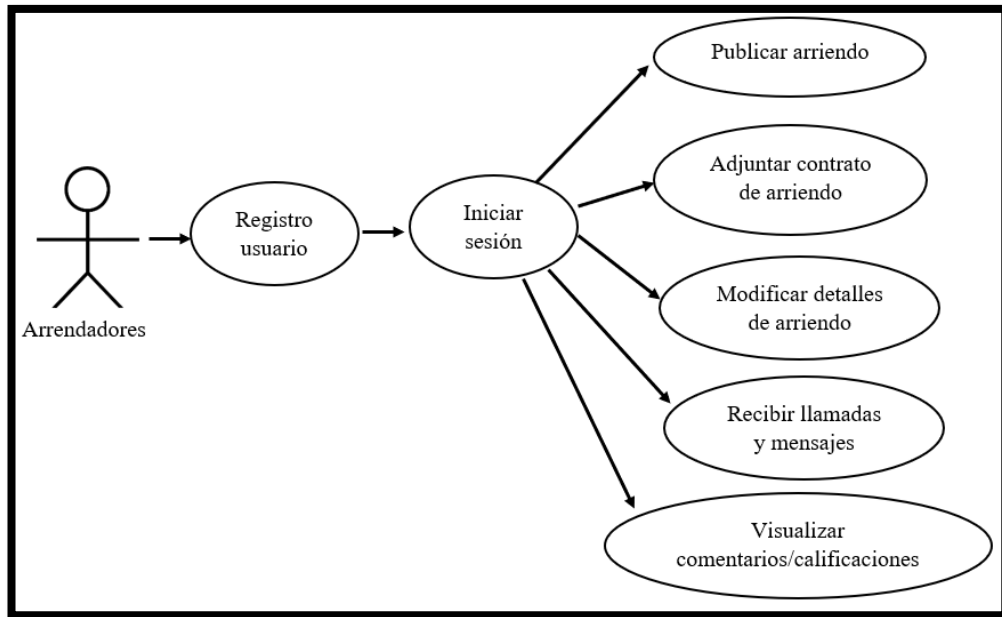 Arrendadores
Registro
usuario
Iniciar
sesión
Publicar arriendo
Adjuntar contrato
de arriendo
Modificar detalles
de arriendo
Recibir llamadas
y mensajes
Visualizar
comentarios/calificaciones